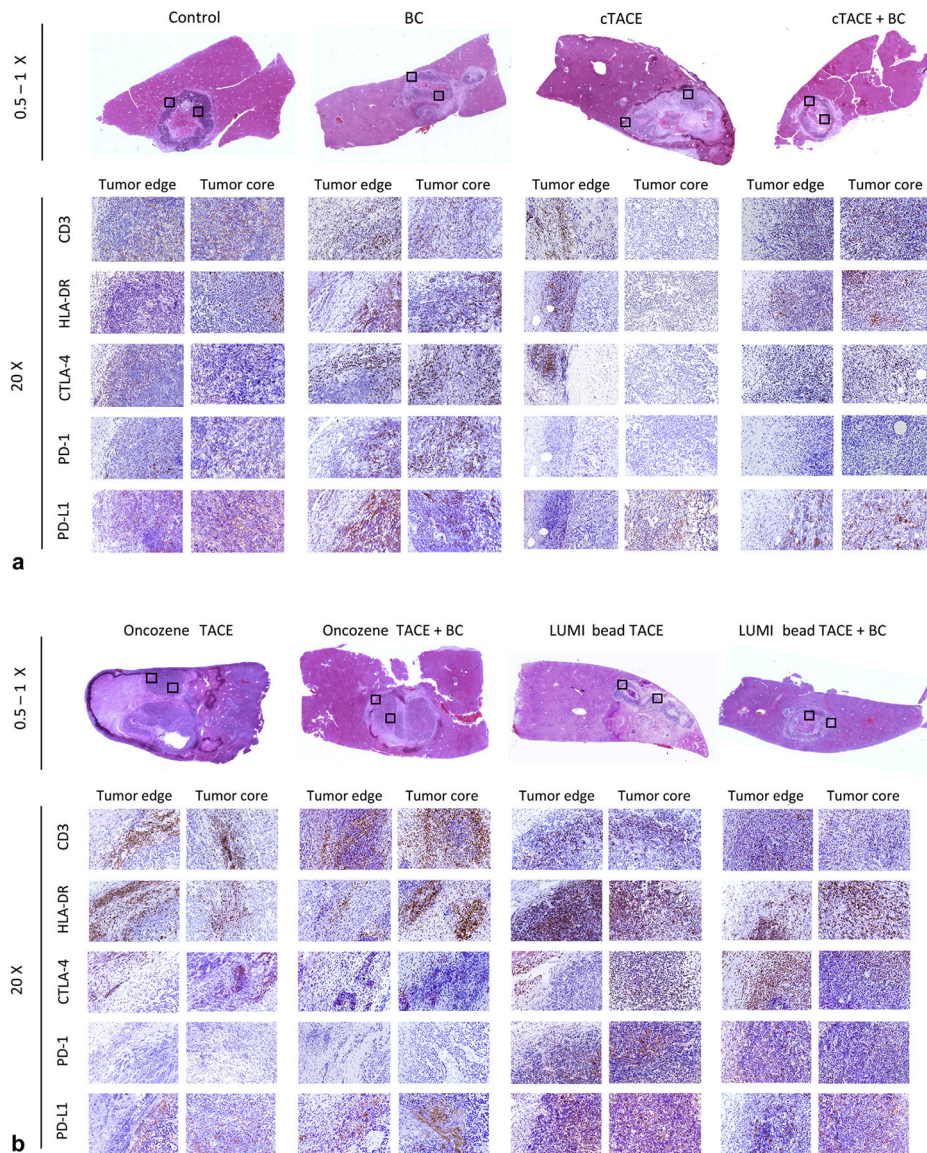 Control BC cTACE cTACE + BC
0.5 – 1 X
Tumor edge Tumor core Tumor edge Tumor core Tumor edge Tumor core Tumor edge Tumor core
20 X
CD3
HLA-DR
CTLA-4
PD-1
PD-L1
a
Oncozene TACE Oncozene TACE + BC LUMI bead TACE LUMI bead TACE + BC
0.5 – 1 X
Tumor edge Tumor core Tumor edge Tumor core Tumor edge Tumor core Tumor edge Tumor core
20 X
CD3
HLA-DR
CTLA-4
PD-1
PD-L1
b